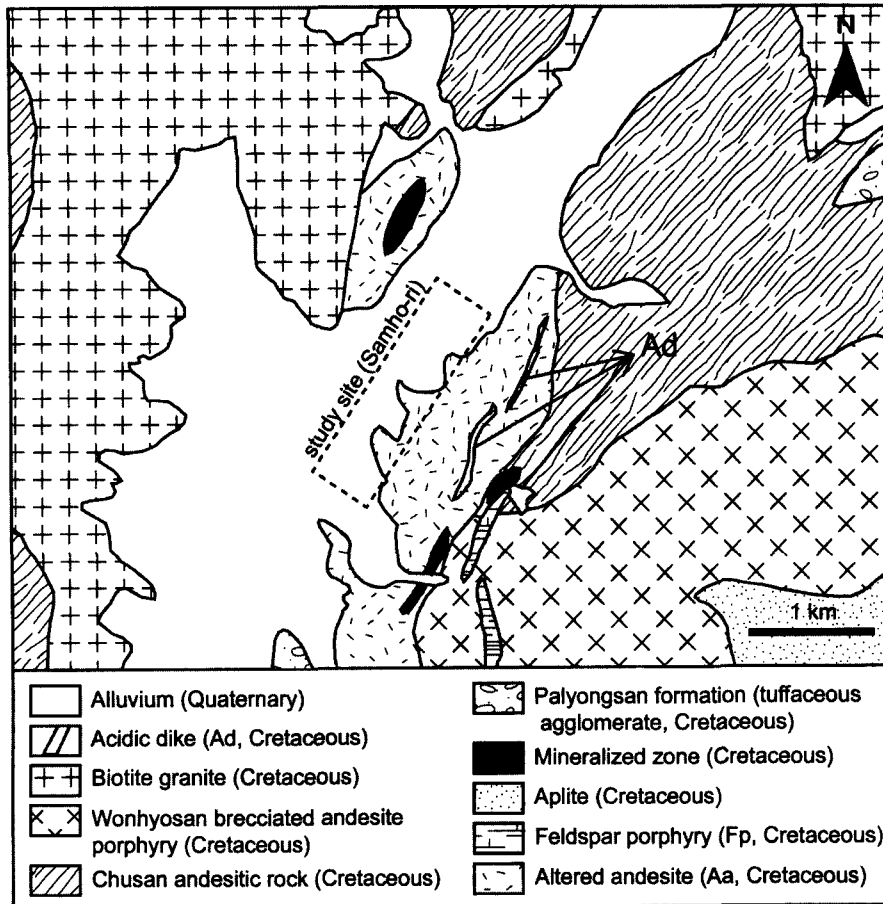 N
study site (Samho-ri)
Ad
1 km
Alluvium (Quaternary)
Acidic dike (Ad, Cretaceous)
Biotite granite (Cretaceous)
Wonhyosan brecciated andesite
porphyry (Cretaceous)
Chusan andesitic rock (Cretaceous)
Palyongsan formation (tuffaceous
agglomerate, Cretaceous)
Mineralized zone (Cretaceous)
Aplite (Cretaceous)
Feldspar porphyry (Fp, Cretaceous)
Altered andesite (Aa, Cretaceous)